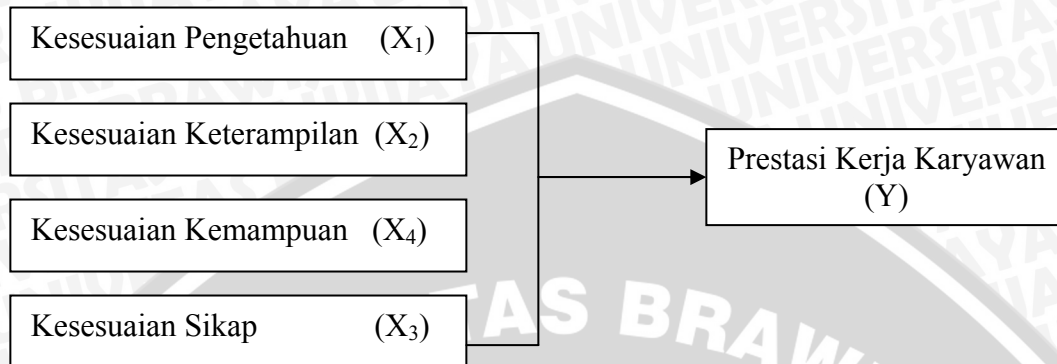 Kesesuaian Pengetahuan (X₁)
Kesesuaian Keterampilan (X₂)
Kesesuaian Kemampuan (X₄)
Kesesuaian Sikap (X₃)
Prestasi Kerja Karyawan
(Y)